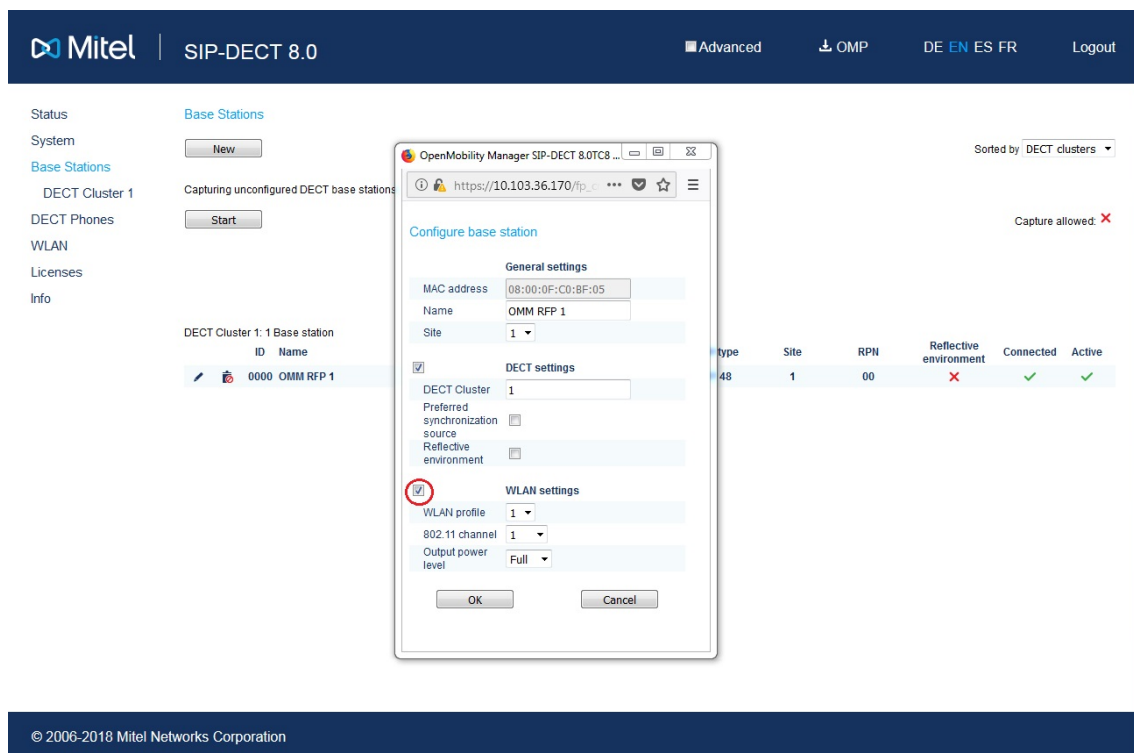 Mitel
SIP-DECT 8.0
Advanced
OMP
DE EN ES FR
Logout
Status
System
Base Stations
DECT Cluster 1
DECT Phones
WLAN
Licenses
Info
Base Stations
New
Sorted by DECT clusters
Capturing unconfigured DECT base stations
Start
Capture allowed:
DECT Cluster 1: 1 Base station
ID Name type Site RPN Reflective environment Connected Active
0000 OMM RFP 1 48 1 00
OpenMobility Manager SIP-DECT 8.0TC8 ...
https://10.103.36.170/fp_
Configure base station
General settings
MAC address 08:00:0F:C0:BF:05
Name OMM RFP 1
Site 1
DECT settings
DECT Cluster 1
Preferred
synchronization
source
Reflective
environment
WLAN settings
WLAN profile 1
802.11 channel 1
Output power
level Full
OK Cancel
© 2006-2018 Mitel Networks Corporation